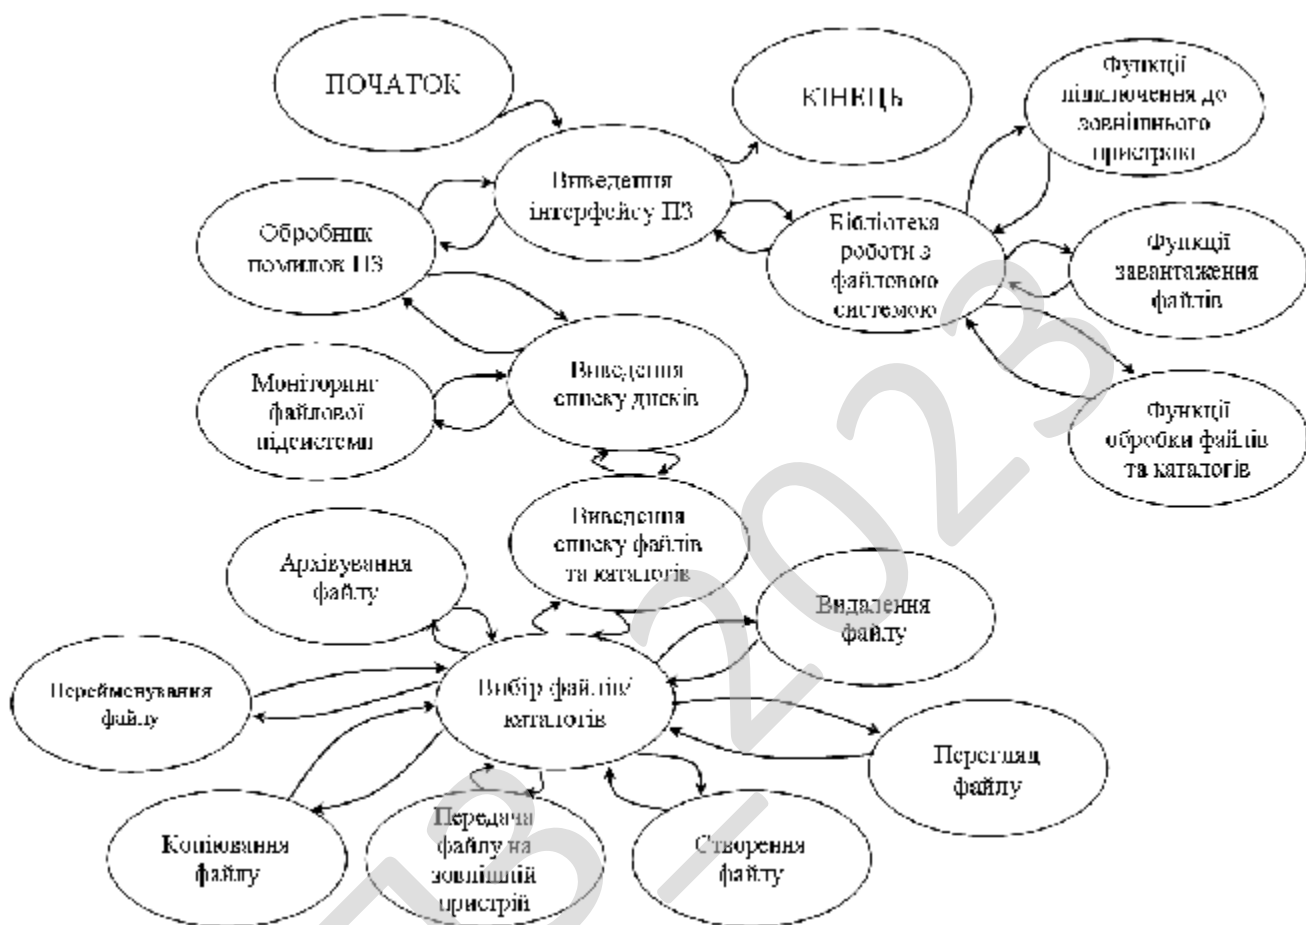 ПОЧАТОК
КІНЕЦЬ
Функції
підключення до
зовнішнього
пристрою
Виведення
інтерфейсу ПЗ
Обробник
помилок ПЗ
Бібліотека
роботи з
файловою
системою
Функції
завантаження
файлів
Моніторинг
файлової
підсистеми
Виведення
списку дисків
Функції
обробки файлів
та каталогів
Виведення
списку файлів
та каталогів
Архівування
файлу
Видалення
файлу
Перейменування
файлу
Вибір файлів/
каталогів
Перегляд
файлу
Копіювання
файлу
Передача
файлу на
зовнішній
пристрій
Створення
файлу